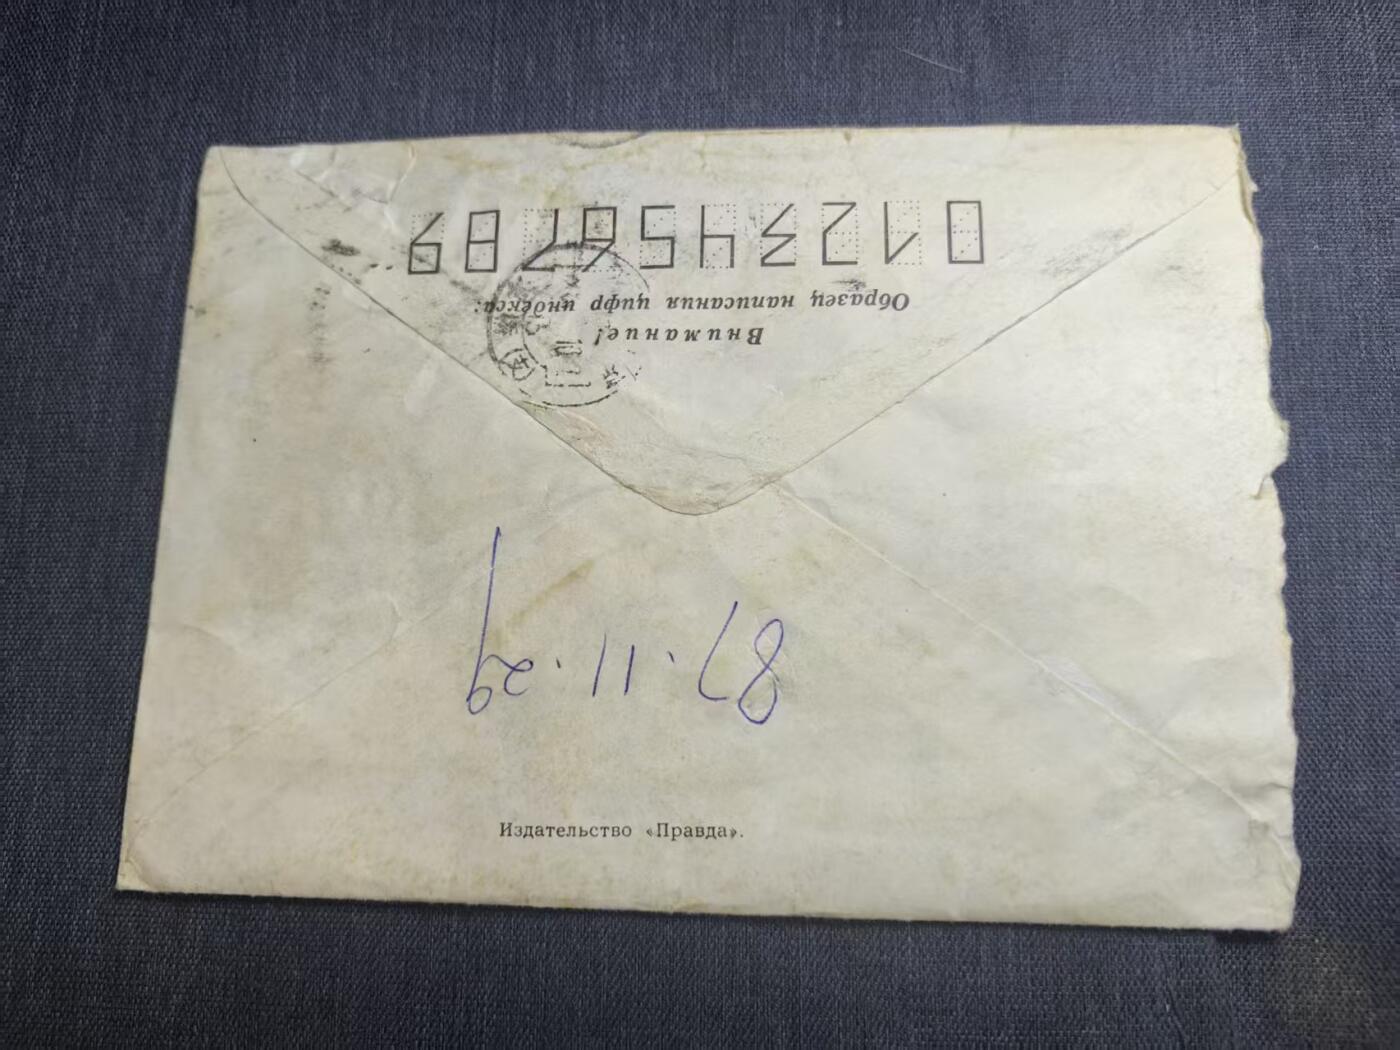 Внимание!
Образец написания цифр индекса:
0123456789
87.11.29
Издательство «Правда».